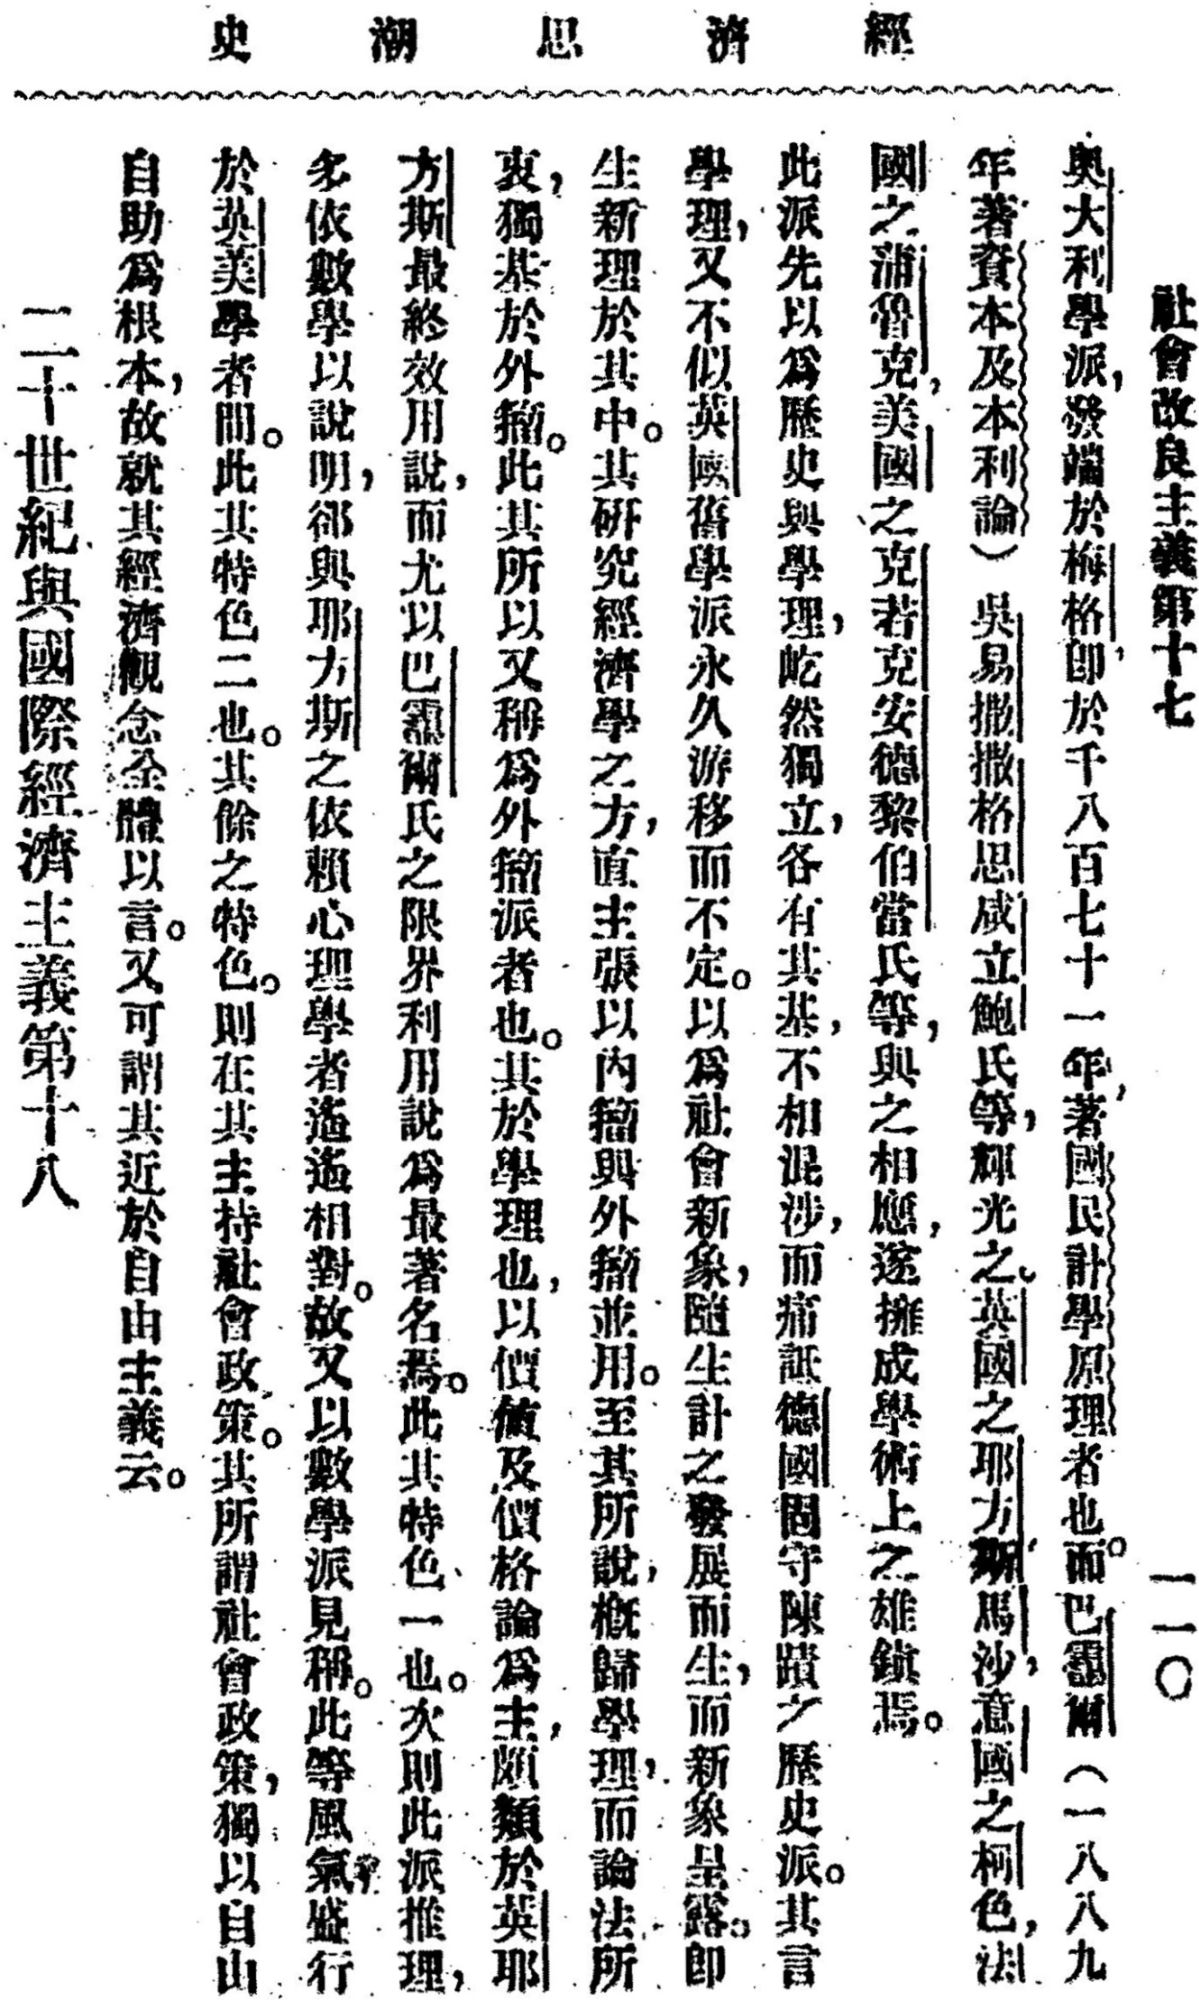 經濟思潮史
社會改良主義第十七
一一〇
奧大利學派，發端於梅格，卽於千八百七十一年，著國民計學原理者也。而巴靁爾（一八八九
年著資本及本利論）吳易撒撒格思咸立鮑氏等，輝光之。英國之耶方斯馬沙，意國之柯色，法
國之蒲魯克，美國之克若克安德黎伯當氏等，與之相應，遂擁成學術上之雄鎮焉。
此派先以爲歷史與學理，屹然獨立，各有其基，不相混涉，而痛詆德國固守陳蹟之歷史派。其言
學理，又不似英國舊學派永久游移而不定。以爲社會新象，隨生計之發展而生，而新象呈露。卽
生新理於其中。其硏究經濟學之方，直主張以內籀與外籀並用。至其所說，槪歸學理，而論法所
衷，獨基於外籀。此其所以又稱爲外籀派者也。其於學理也，以價値及價格論爲主，頗類於英耶
方斯最終效用說，而尤以巴靁爾氏之限界利用說爲最著名焉。此其特色、一也。次則此派推理，
多依數學以說明，郤與耶方斯之依賴心理學者遙遙相對。故又以數學派見稱。此等風氣，盛行
於英美學者間。此其特色二也。其餘之特色。則在其主持社會政策。其所謂社會政策，獨以自由
自助爲根本，故就其經濟觀念全體以言。又可謂其近於自由主義云。
二十世紀與國際經濟主義第十八